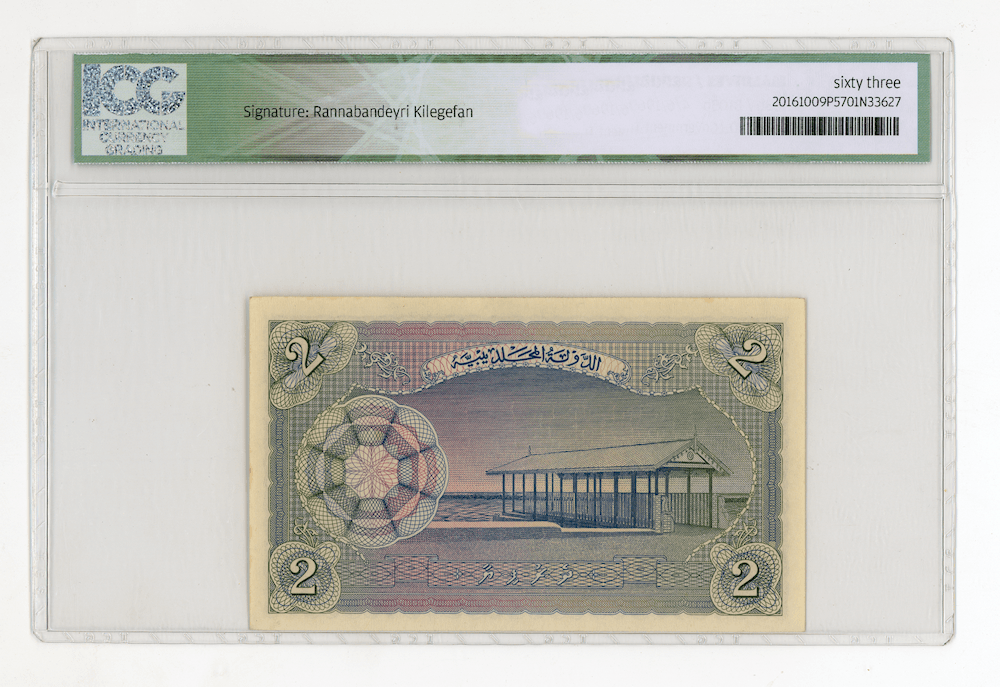 ICG
INTERNATIONAL
CURRENCY
GRADING
Signature: Rannabandeyri Kilegefan
sixty three
20161009P5701N33627
2
الدولة المحلديبية
2
2
2